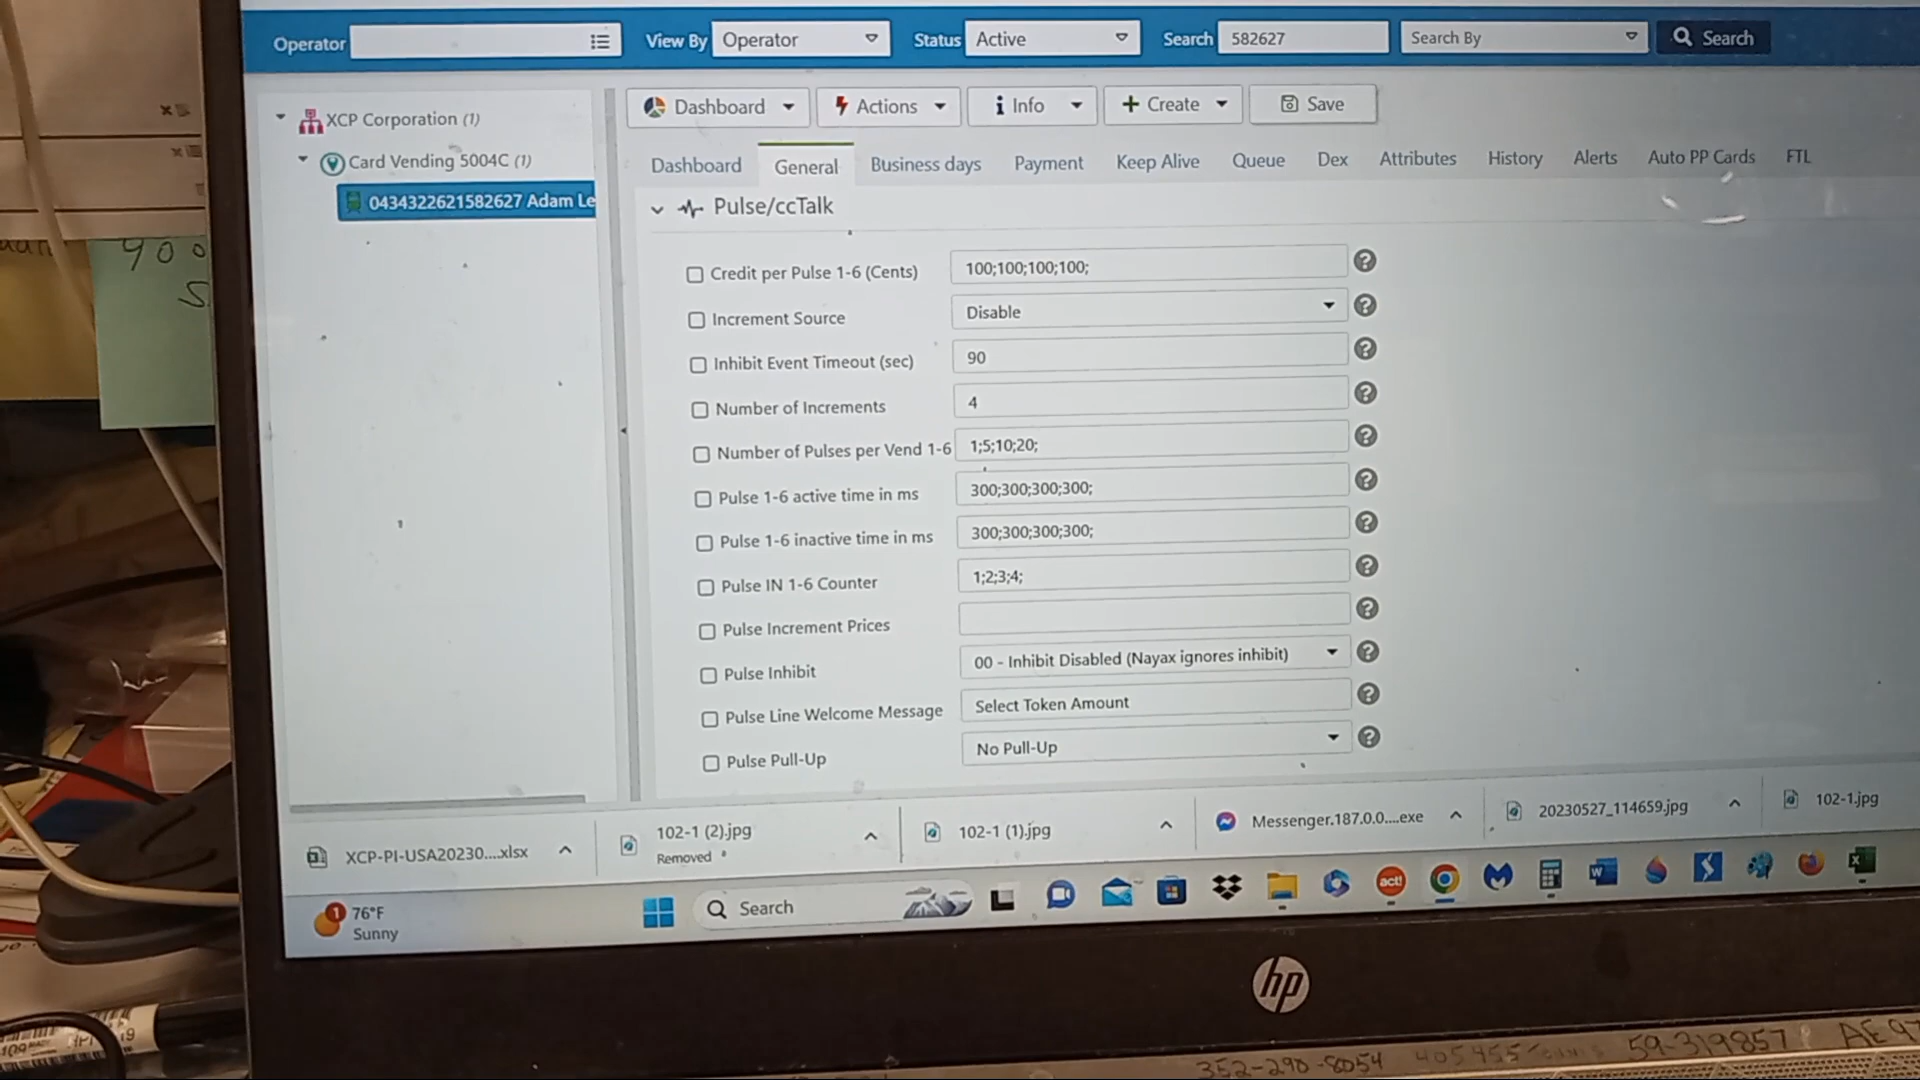 Operator View By Operator Status Active Search 582627 Search By Search
XCP Corporation (1)
Card Vending 5004C (1)
0434322621582627 Adam Le
Dashboard Actions Info Create Save
Dashboard General Business days Payment Keep Alive Queue Dex Attributes History Alerts Auto PP Cards FTL
Pulse/ccTalk
Credit per Pulse 1-6 (Cents) 100;100;100;100;
Increment Source Disable
Inhibit Event Timeout (sec) 90
Number of Increments 4
Number of Pulses per Vend 1-6 1;5;10;20;
Pulse 1-6 active time in ms 300;300;300;300;
Pulse 1-6 inactive time in ms 300;300;300;300;
Pulse IN 1-6 Counter 1;2;3;4;
Pulse Increment Prices
Pulse Inhibit 00 - Inhibit Disabled (Nayax ignores inhibit)
Pulse Line Welcome Message Select Token Amount
Pulse Pull-Up No Pull-Up
XCP-PI-USA20230....xlsx
102-1 (2).jpg
Removed
102-1 (1).jpg
Messenger.187.0.0....exe
20230527_114659.jpg
102-1.jpg
1
76°F
Sunny
Search
act!
hp
900
S
352-290-8054
59-319857